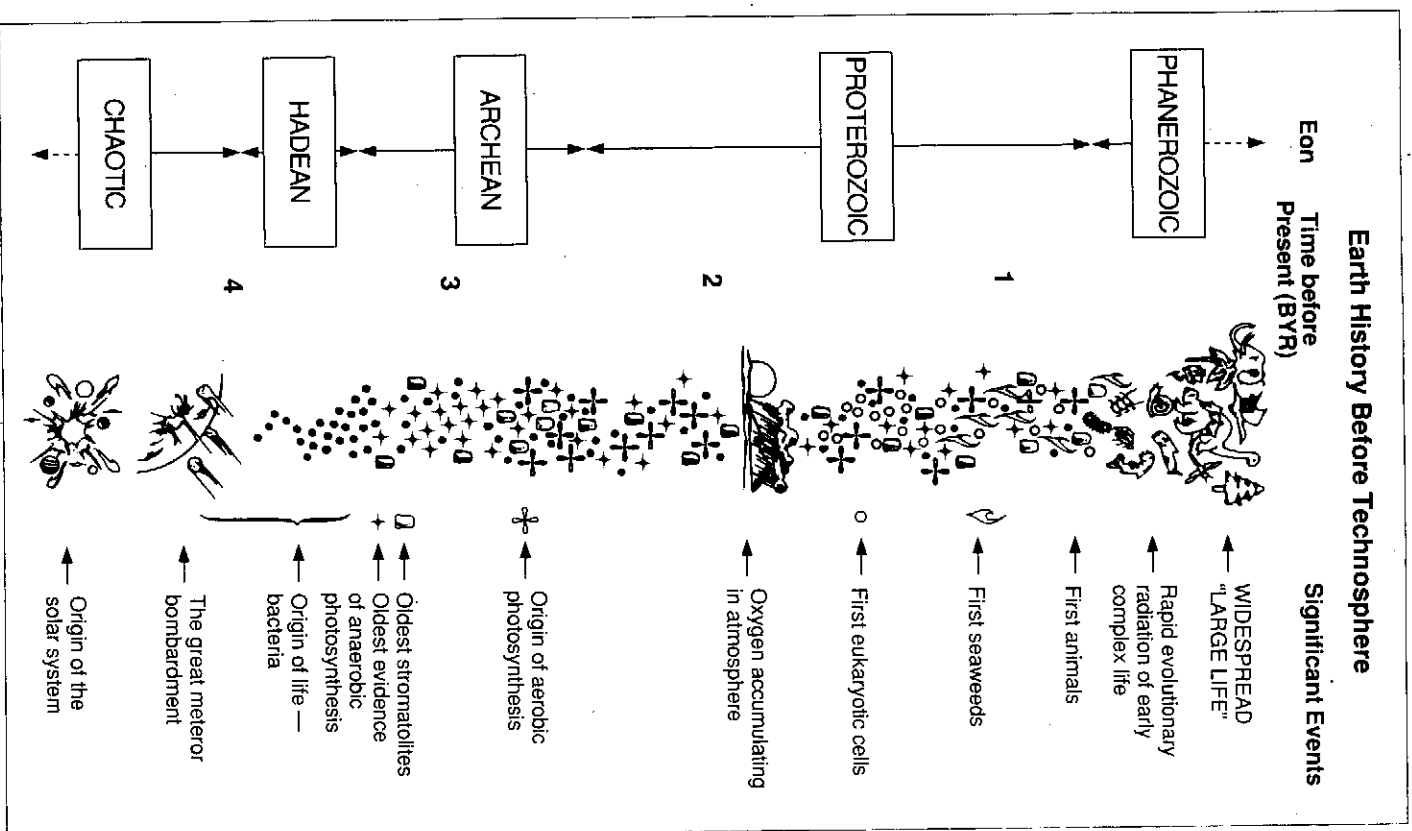 Earth History Before Technosphere
Eon
Time before
Present (BYR)
Significant Events
PHANEROZOIC
WIDESPREAD
"LARGE LIFE"
Rapid evolutionary
radiation of early
complex life
First animals
1
First seaweeds
PROTEROZOIC
First eukaryotic cells
Oxygen accumulating
in atmosphere
2
ARCHEAN
Origin of aerobic
photosynthesis
3
Oldest stromatolites
Oldest evidence
of anaerobic
photosynthesis
HADEAN
Origin of life —
bacteria
4
The great meteror
bombardment
CHAOTIC
Origin of the
solar system